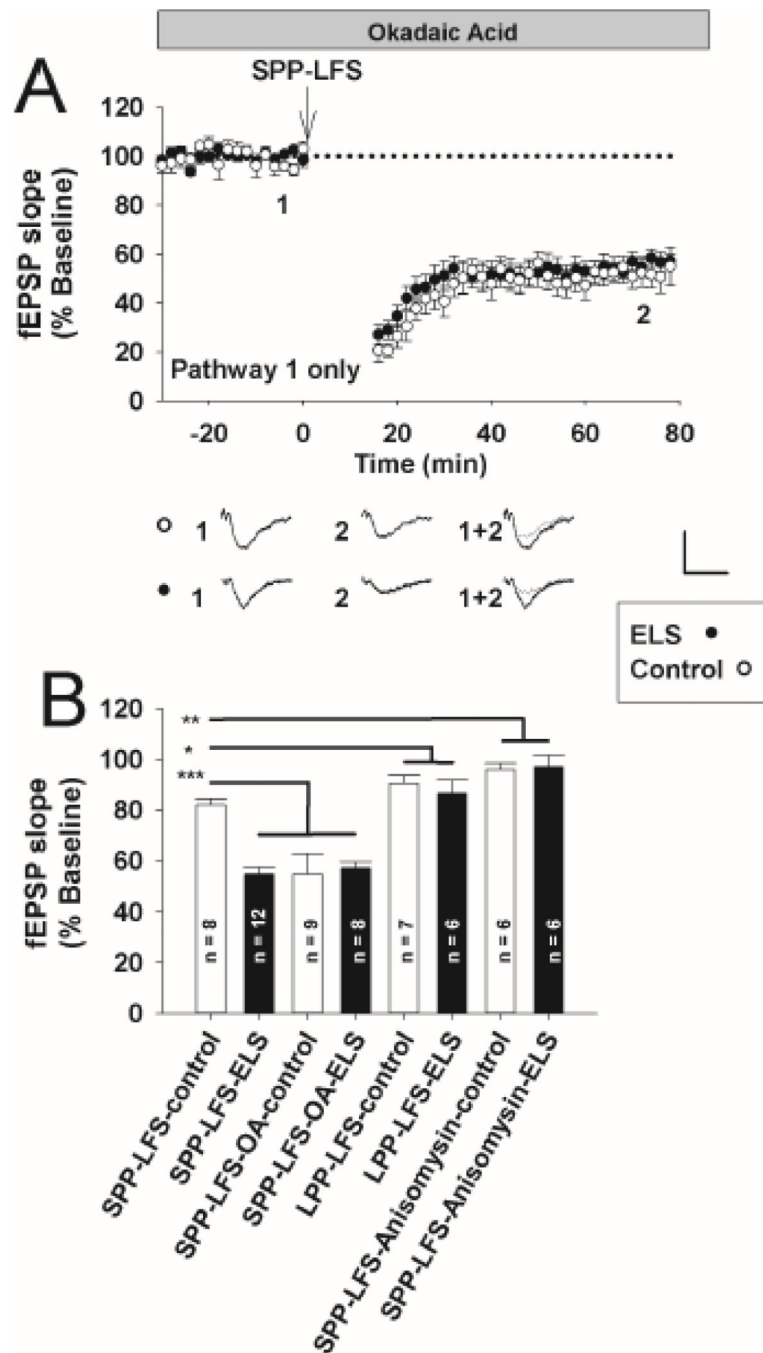 Okadaic Acid
A
SPP-LFS
120
100
80
60
40
20
0
fEPSP slope
(% Baseline)
1
2
Pathway 1 only
-20
0
20
40
60
80
Time (min)
1
2
1+2
1
2
1+2
ELS
Control
B
120
100
80
60
40
20
0
fEPSP slope
(% Baseline)
**
*
***
n = 8
n = 12
n = 9
n = 8
n = 7
n = 6
n = 6
n = 6
SPP-LFS-control
SPP-LFS-ELS
SPP-LFS-OA-control
SPP-LFS-OA-ELS
LPP-LFS-control
LPP-LFS-ELS
SPP-LFS-Anisomysin-control
SPP-LFS-Anisomysin-ELS